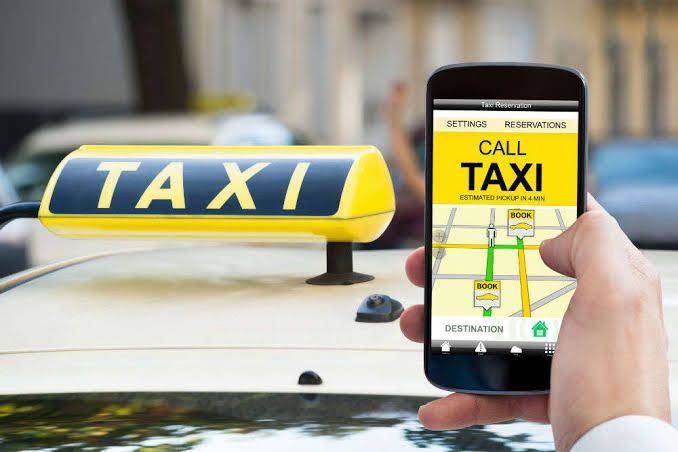 TAXI
Taxi Reservation
SETTINGS RESERVATIONS
CALL
TAXI
ESTIMATED PICKUP IN 4 MIN
BOOK
BOOK
DESTINATION